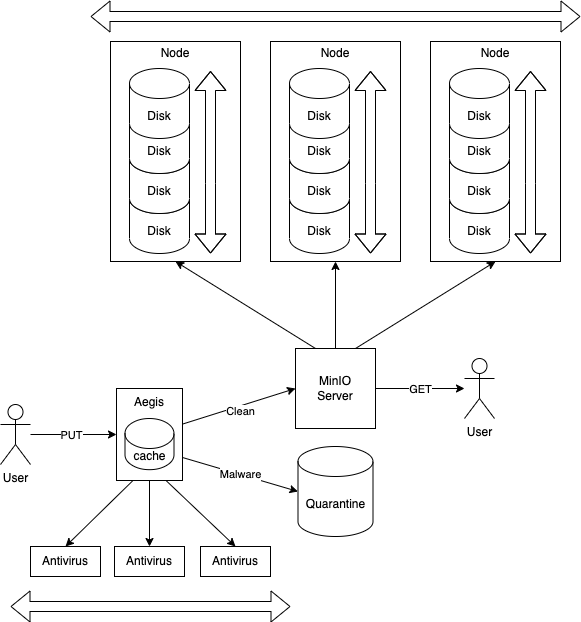 Node
Node
Node
Disk
Disk
Disk
Disk
Disk
Disk
Disk
Disk
Disk
Disk
Disk
Disk
MinIO
Server
GET
User
Aegis
Clean
cache
PUT
User
Malware
Quarantine
Antivirus
Antivirus
Antivirus